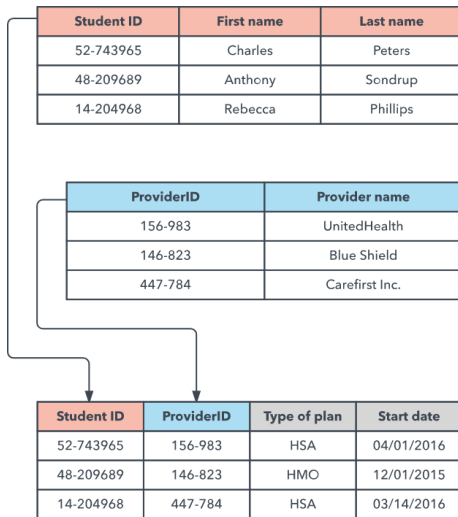 Student ID First name Last name
52-743965 Charles Peters
48-209689 Anthony Sondrup
14-204968 Rebecca Phillips
ProviderID Provider name
156-983 UnitedHealth
146-823 Blue Shield
447-784 Carefirst Inc.
Student ID ProviderID Type of plan Start date
52-743965 156-983 HSA 04/01/2016
48-209689 146-823 HMO 12/01/2015
14-204968 447-784 HSA 03/14/2016